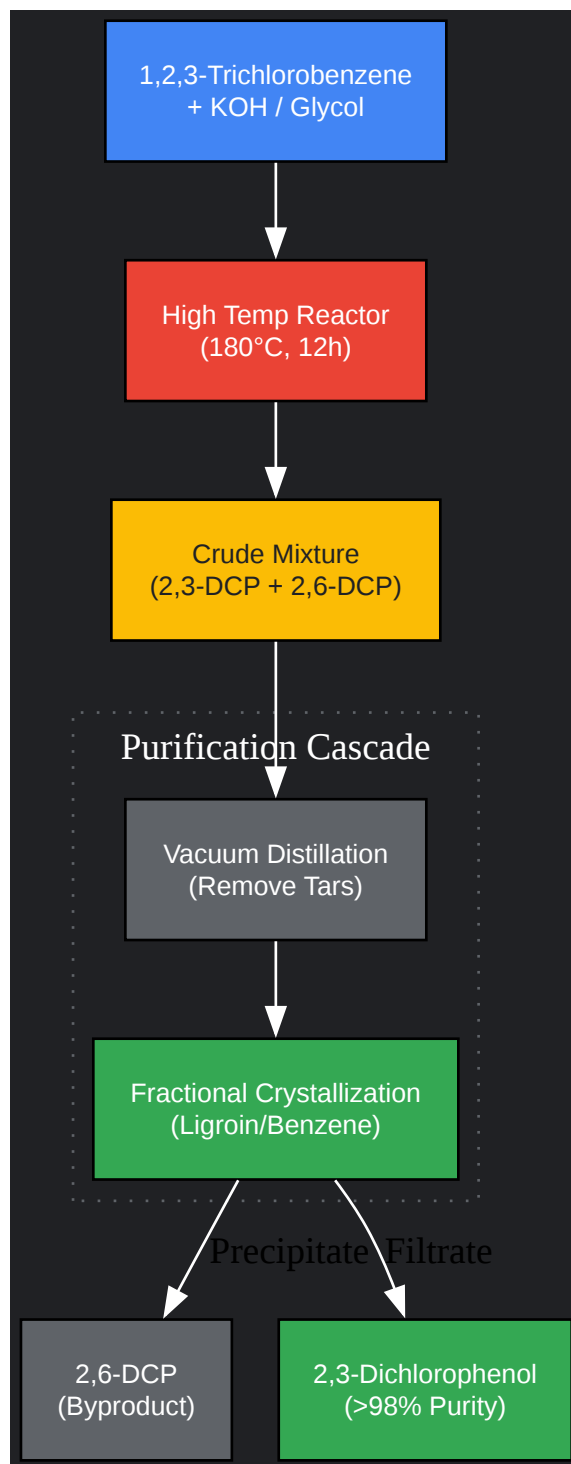 1,2,3-Trichlorobenzene
+ KOH / Glycol
High Temp Reactor
(180°C, 12h)
Crude Mixture
(2,3-DCP + 2,6-DCP)
Purification Cascade
Vacuum Distillation
(Remove Tars)
Fractional Crystallization
(Ligroin/Benzene)
Precipitate
Filtrate
2,6-DCP
(Byproduct)
2,3-Dichlorophenol
(>98% Purity)